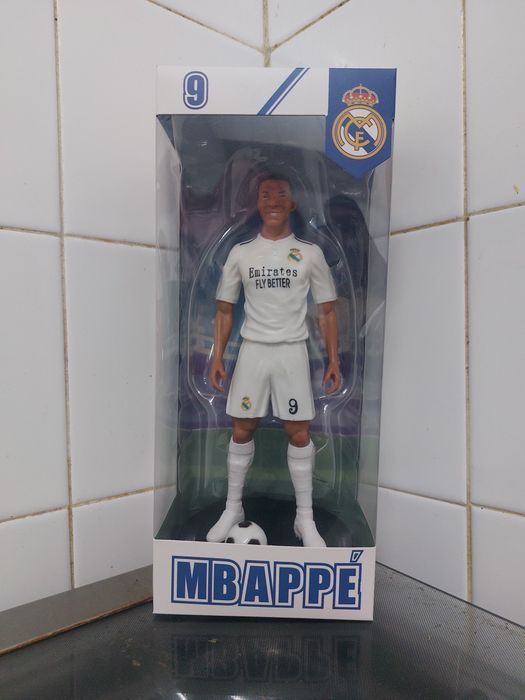 9
Emirates
FLY BETTER
9
MBAPPÉ